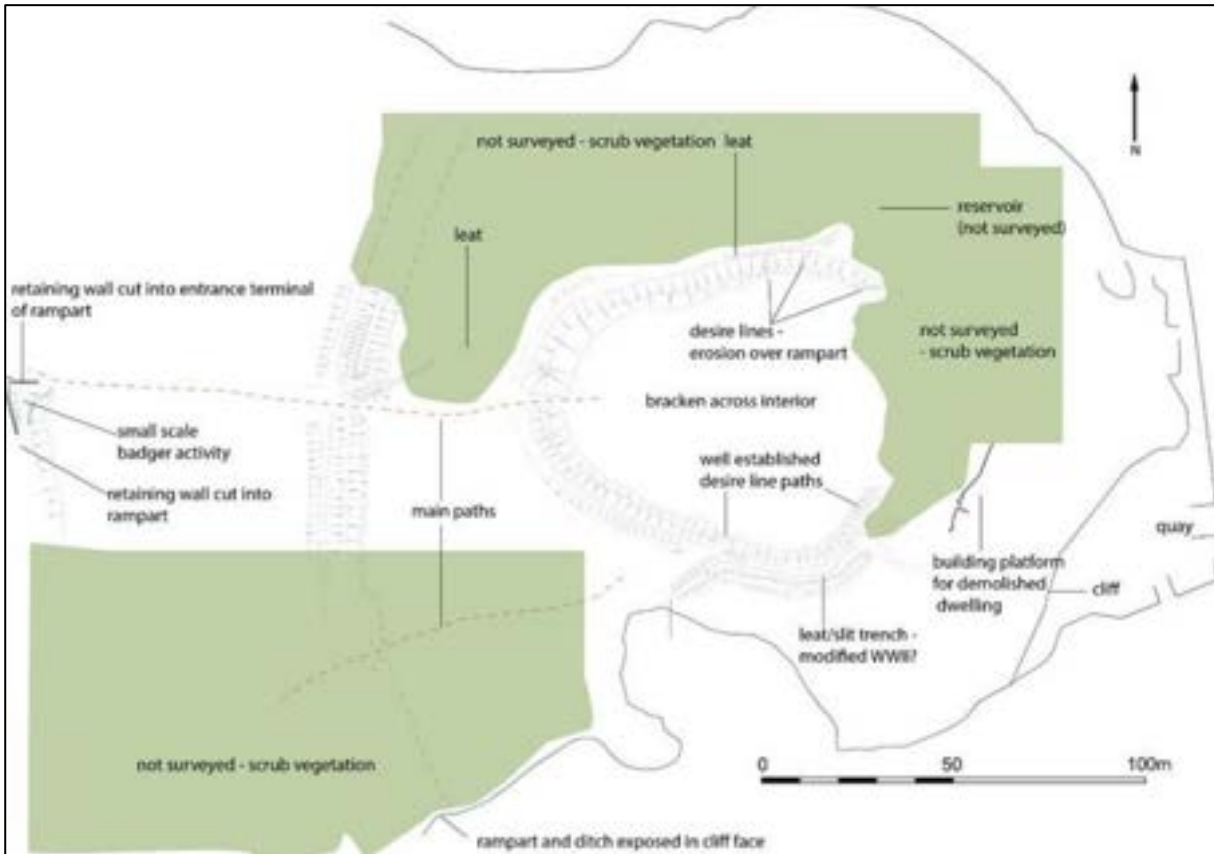 not surveyed - scrub vegetation leat
N
reservoir
(not surveyed)
leat
retaining wall cut into entrance terminal
of rampart
desire lines -
erosion over rampart
not surveyed
- scrub vegetation
bracken across interior
small scale
badger activity
well established
desire line paths
retaining wall cut into
rampart
main paths
quay
building platform
for demolished
dwelling
cliff
leat/slit trench -
modified WWII?
not surveyed - scrub vegetation
0 50 100m
rampart and ditch exposed in cliff face